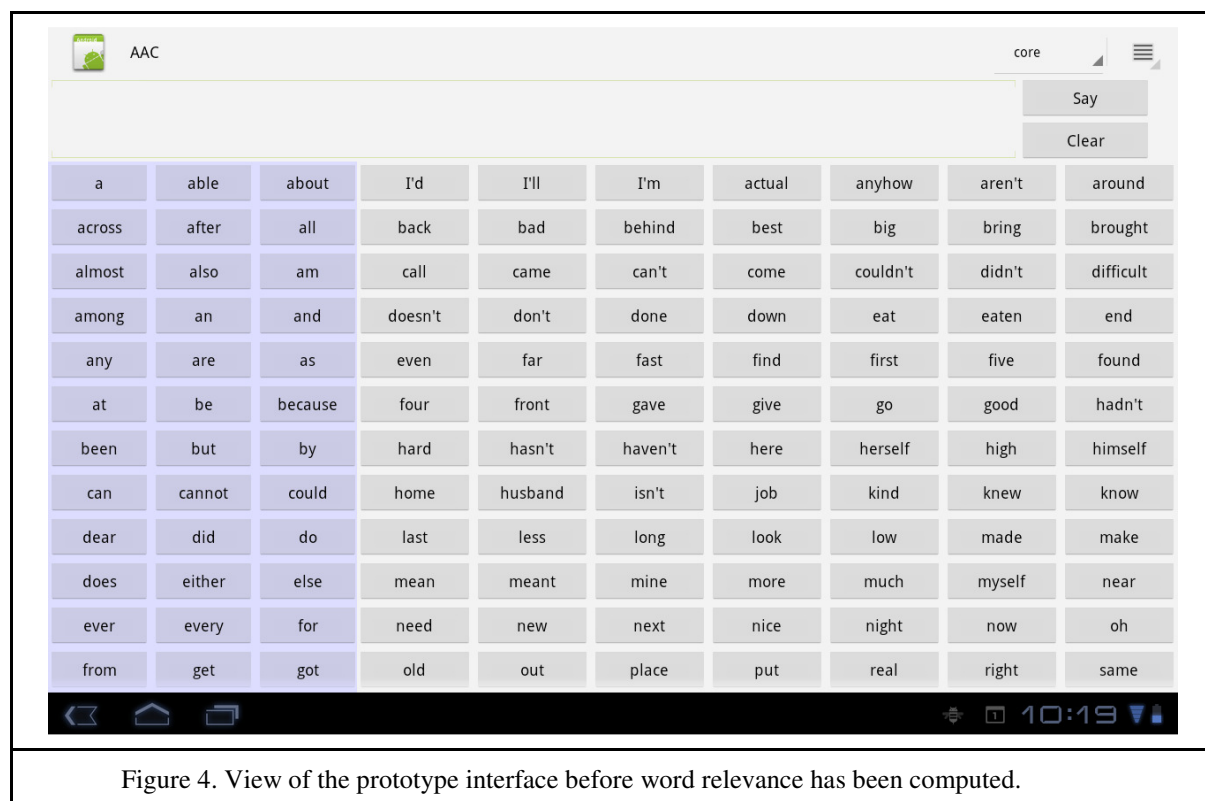 AAC core
Say
Clear
a able about I'd I'll I'm actual anyhow aren't around
across after all back bad behind best big bring brought
almost also am call came can't come couldn't didn't difficult
among an and doesn't don't done down eat eaten end
any are as even far fast find first five found
at be because four front gave give go good hadn't
been but by hard hasn't haven't here herself high himself
can cannot could home husband isn't job kind knew know
dear did do last less long look low made make
does either else mean meant mine more much myself near
ever every for need new next nice night now oh
from get got old out place put real right same
1 10:19
Figure 4. View of the prototype interface before word relevance has been computed.